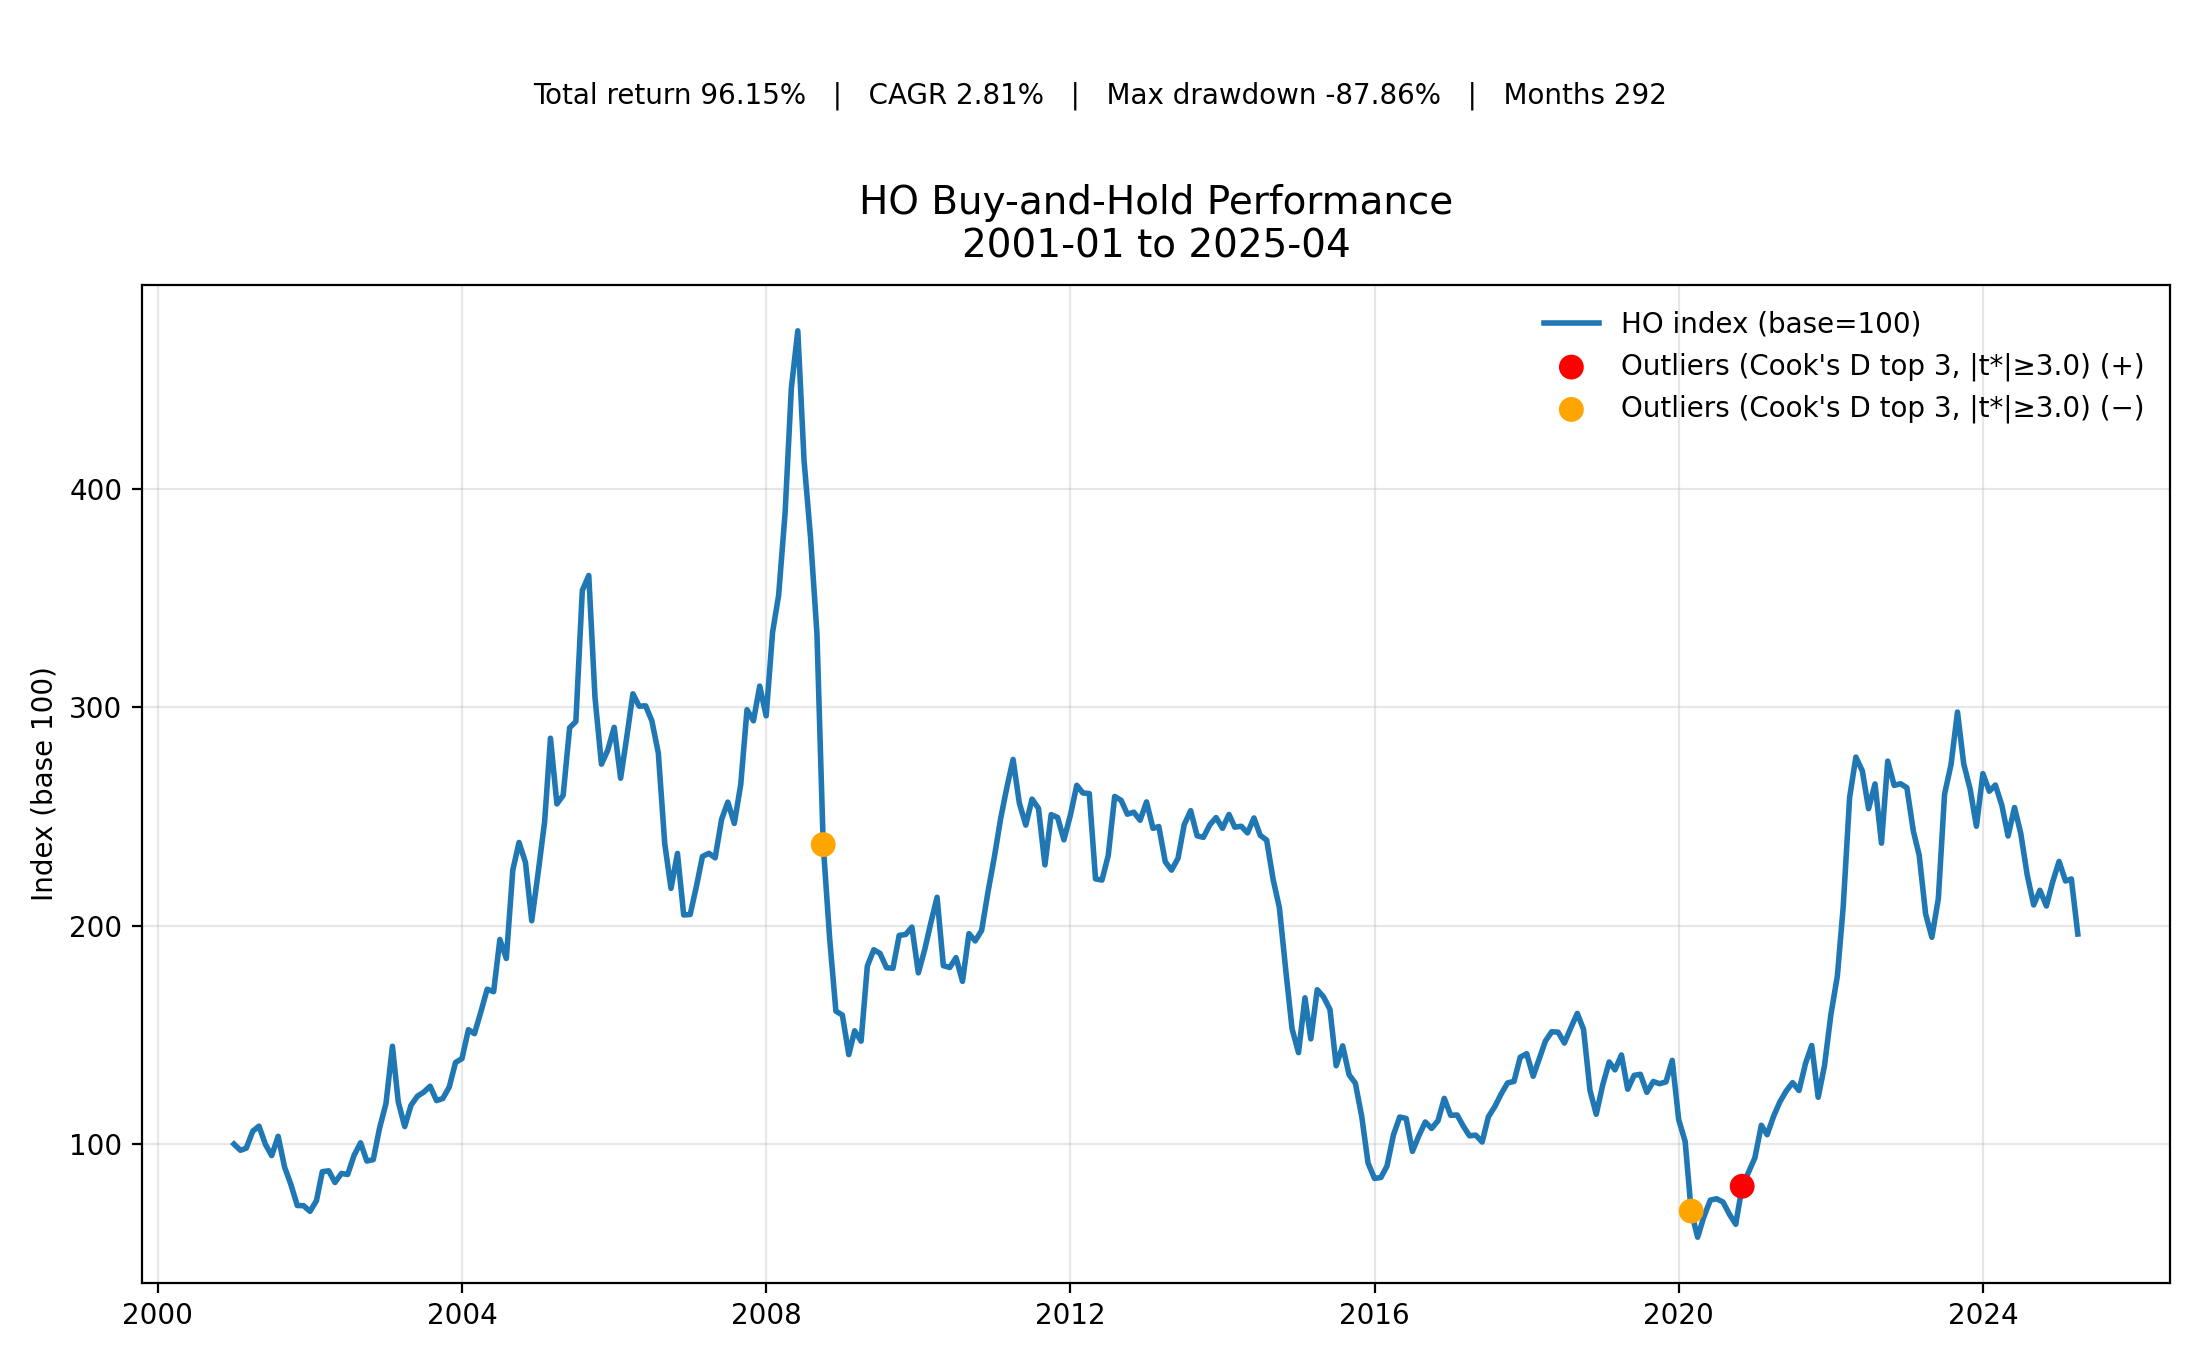 Total return 96.15%   |   CAGR 2.81%   |   Max drawdown -87.86%   |   Months 292
HO Buy-and-Hold Performance
2001-01 to 2025-04
HO index (base=100)
Outliers (Cook's D top 3, |t*|≥3.0) (+)
Outliers (Cook's D top 3, |t*|≥3.0) (−)
Index (base 100)
400
300
200
100
2000 2004 2008 2012 2016 2020 2024